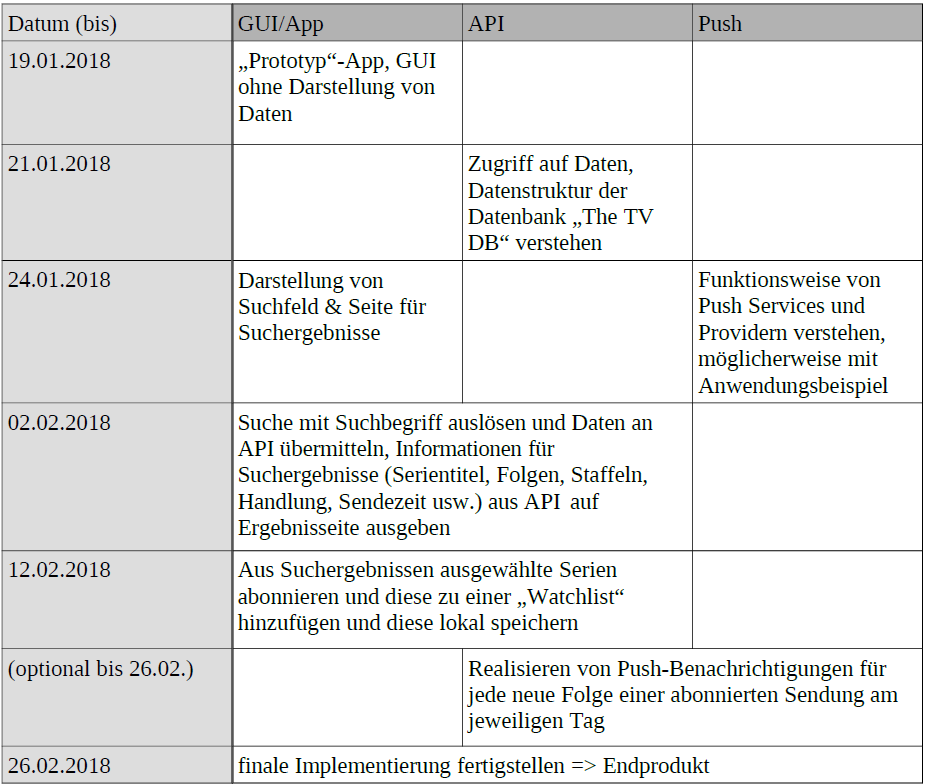 Datum (bis) GUI/App API Push
19.01.2018 „Prototyp“-App, GUI
ohne Darstellung von
Daten
21.01.2018 Zugriff auf Daten,
Datenstruktur der
Datenbank „The TV
DB“ verstehen
24.01.2018 Darstellung von
Suchfeld & Seite für
Suchergebnisse
Funktionsweise von
Push Services und
Providern verstehen,
möglicherweise mit
Anwendungsbeispiel
02.02.2018 Suche mit Suchbegriff auslösen und Daten an
API übermitteln, Informationen für
Suchergebnisse (Serientitel, Folgen, Staffeln,
Handlung, Sendezeit usw.) aus API auf
Ergebnisseite ausgeben
12.02.2018 Aus Suchergebnissen ausgewählte Serien
abonnieren und diese zu einer „Watchlist“
hinzufügen und diese lokal speichern
(optional bis 26.02.) Realisieren von Push-Benachrichtigungen für
jede neue Folge einer abonnierten Sendung am
jeweiligen Tag
26.02.2018 finale Implementierung fertigstellen => Endprodukt